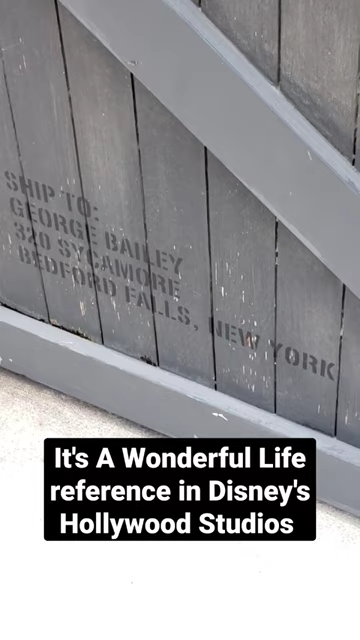 SHIP TO:
GEORGE BAILEY
320 SYCAMORE
BEDFORD FALLS, NEW YORK
It's A Wonderful Life
reference in Disney's
Hollywood Studios